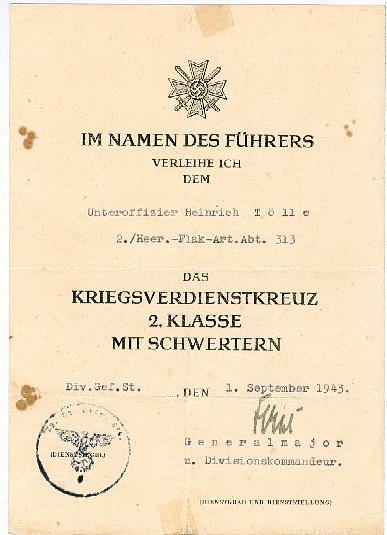 IM NAMEN DES FÜHRERS
VERLEIHE ICH
DEM
Unteroffizier Heinrich T ö l l e
2./Heer.-Flak-Art.Abt. 313
DAS
KRIEGSVERDIENSTKREUZ
2. KLASSE
MIT SCHWERTERN
Div.Gef.St. , DEN 1. September 1943.
G e n e r a l m a j o r
u. Divisionskommandeur.
(DIENSTSIEGEL)
(DIENSTGRAD UND DIENSTSTELLUNG)